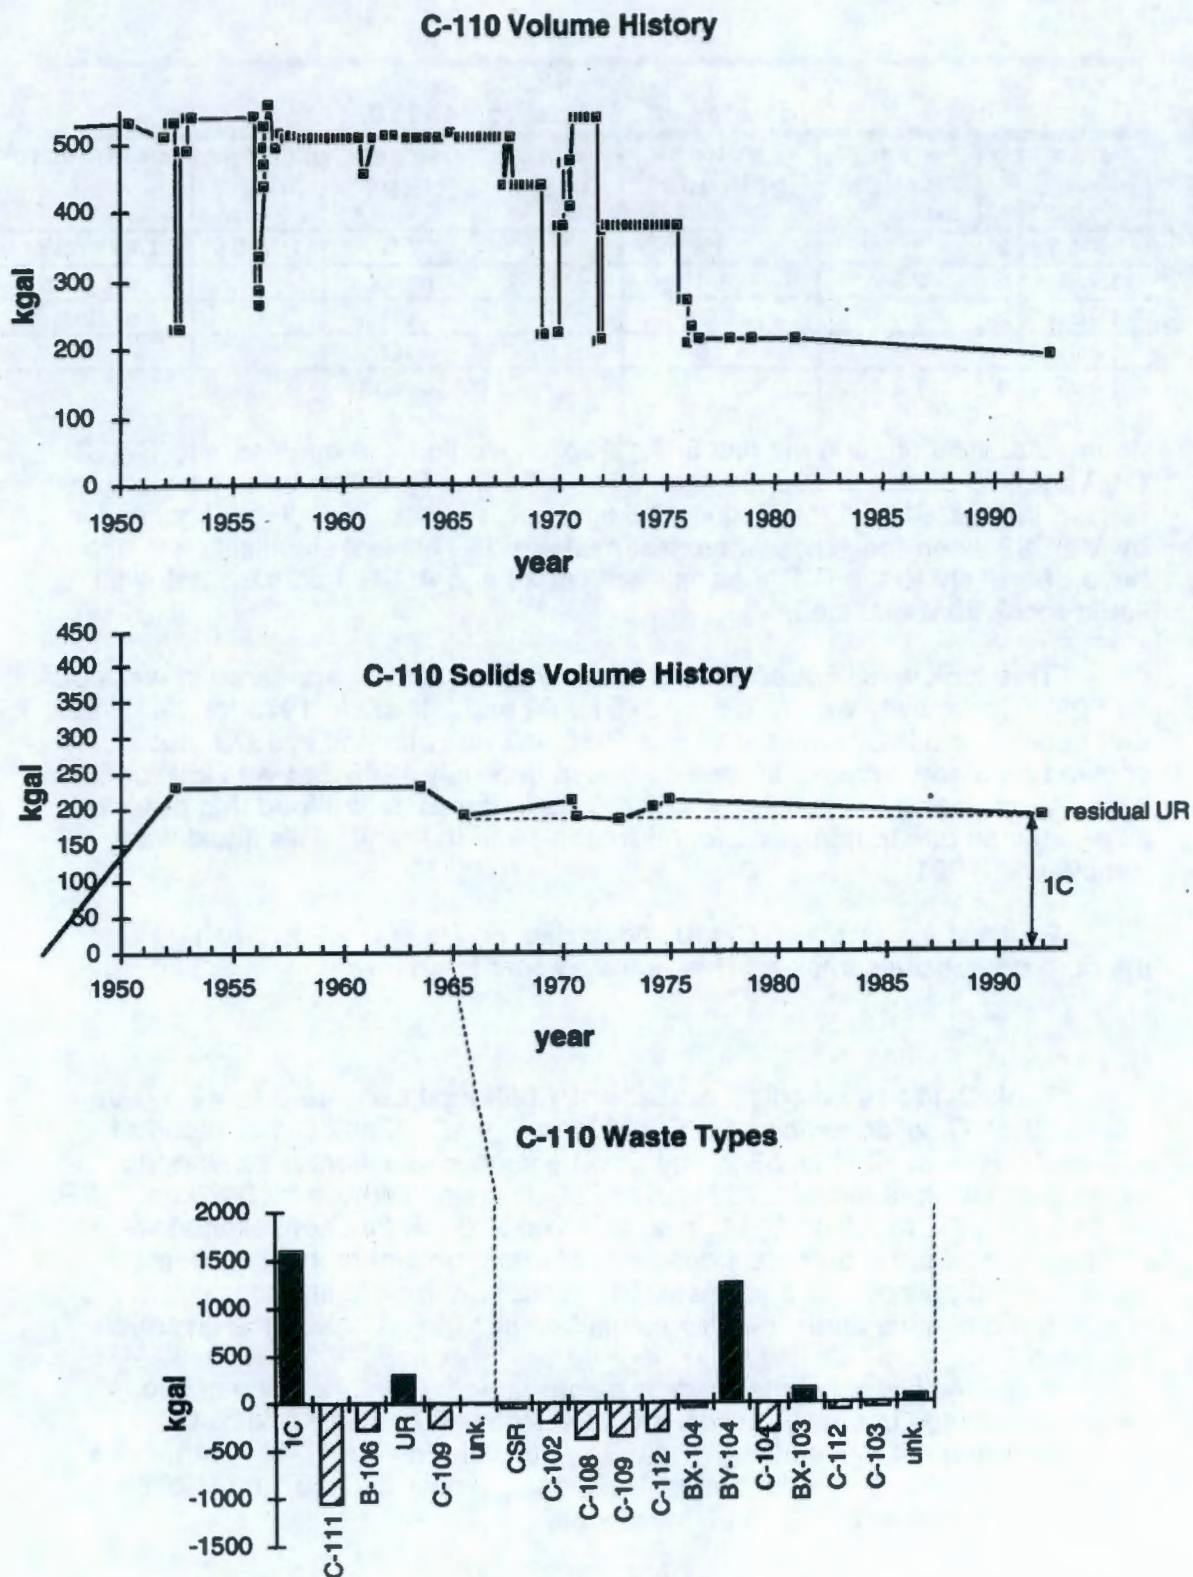 C-110 Volume History
500
400
300
200
100
0
kgal
1950 1955 1960 1965 1970 1975 1980 1985 1990
year
450
400
350
300
250
200
150
100
50
0
kgal
C-110 Solids Volume History
residual UR
1C
1950 1955 1960 1965 1970 1975 1980 1985 1990
year
C-110 Waste Types
2000
1500
1000
500
0
-500
-1000
-1500
kgal
1C
C-111
B-106
UR
C-109
unk.
CSR
C-102
C-108
C-109
C-112
BX-104
BY-104
C-104
BX-103
C-112
C-103
unk.